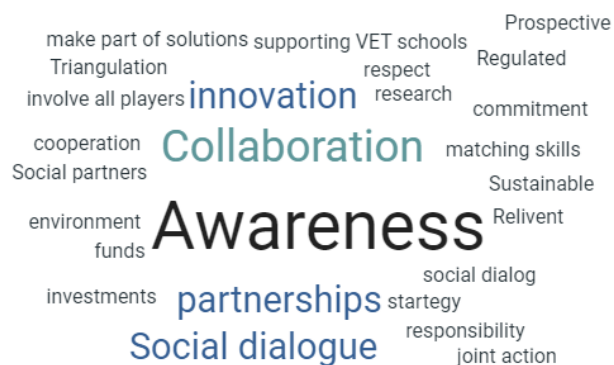 Prospective
make part of solutions
supporting VET schools
Regulated
Triangulation
respect
innovation
research
involve all players
commitment
cooperation
Collaboration
matching skills
Social partners
Sustainable
environment
Awareness
Relivent
funds
social dialog
investments
partnerships
startegy
responsibility
Social dialogue
joint action